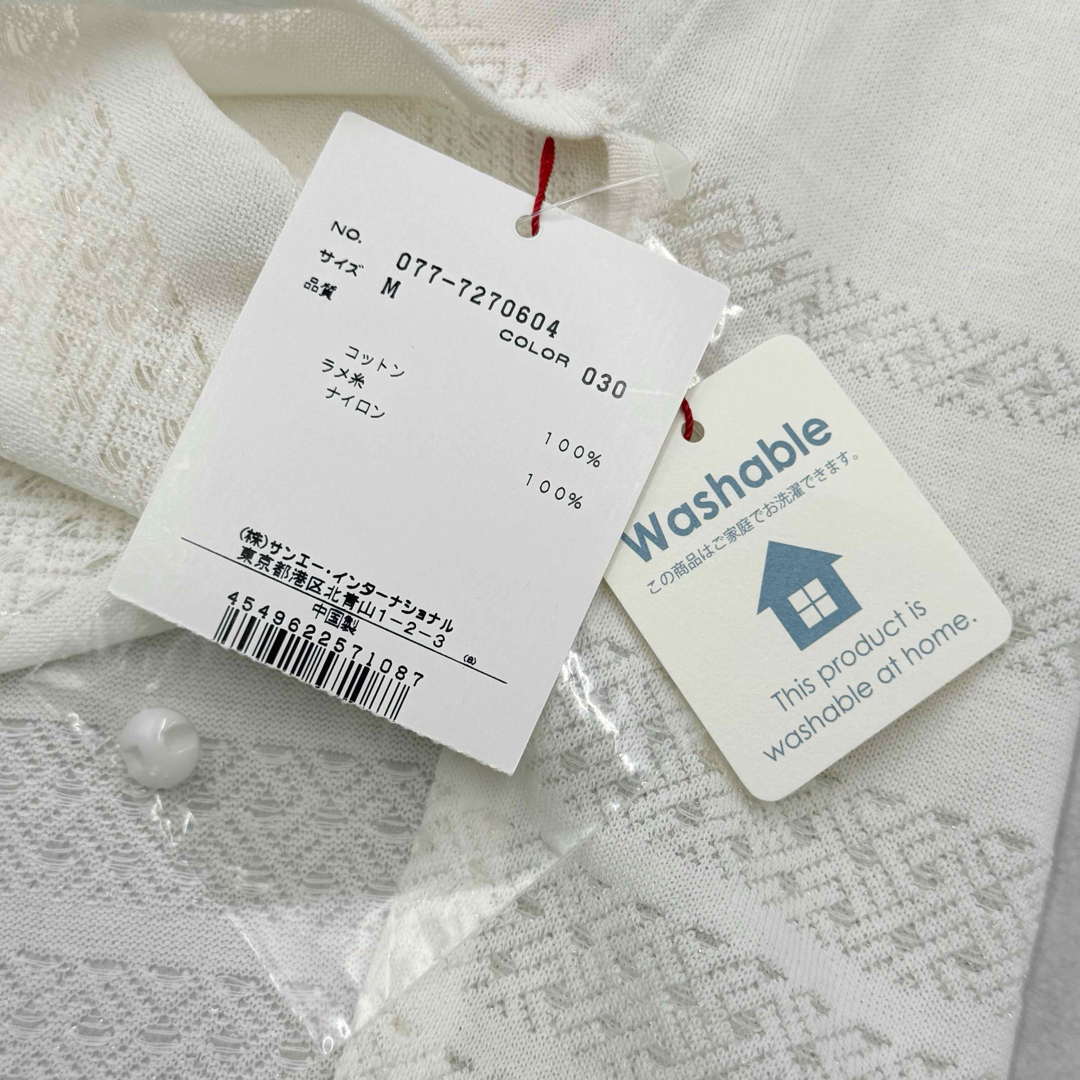 NO. 077-7270604
サイズ M COLOR 030
品質
コットン 100%
ラメ糸
ナイロン 100%
(株)サンエー・インターナショナル
東京都港区北青山1-2-3
中国製 (B)
4549622571087
Washable
この商品はご家庭でお洗濯できます。
This product is
washable at home.